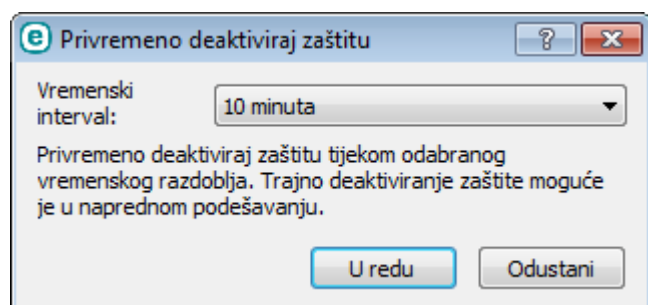 e Privremeno deaktiviraj zaštitu
Vremenski
interval:
10 minuta
Privremeno deaktiviraj zaštitu tijekom odabranog
vremenskog razdoblja. Trajno deaktiviranje zaštite moguće
je u naprednom podešavanju.
U redu
Odustani